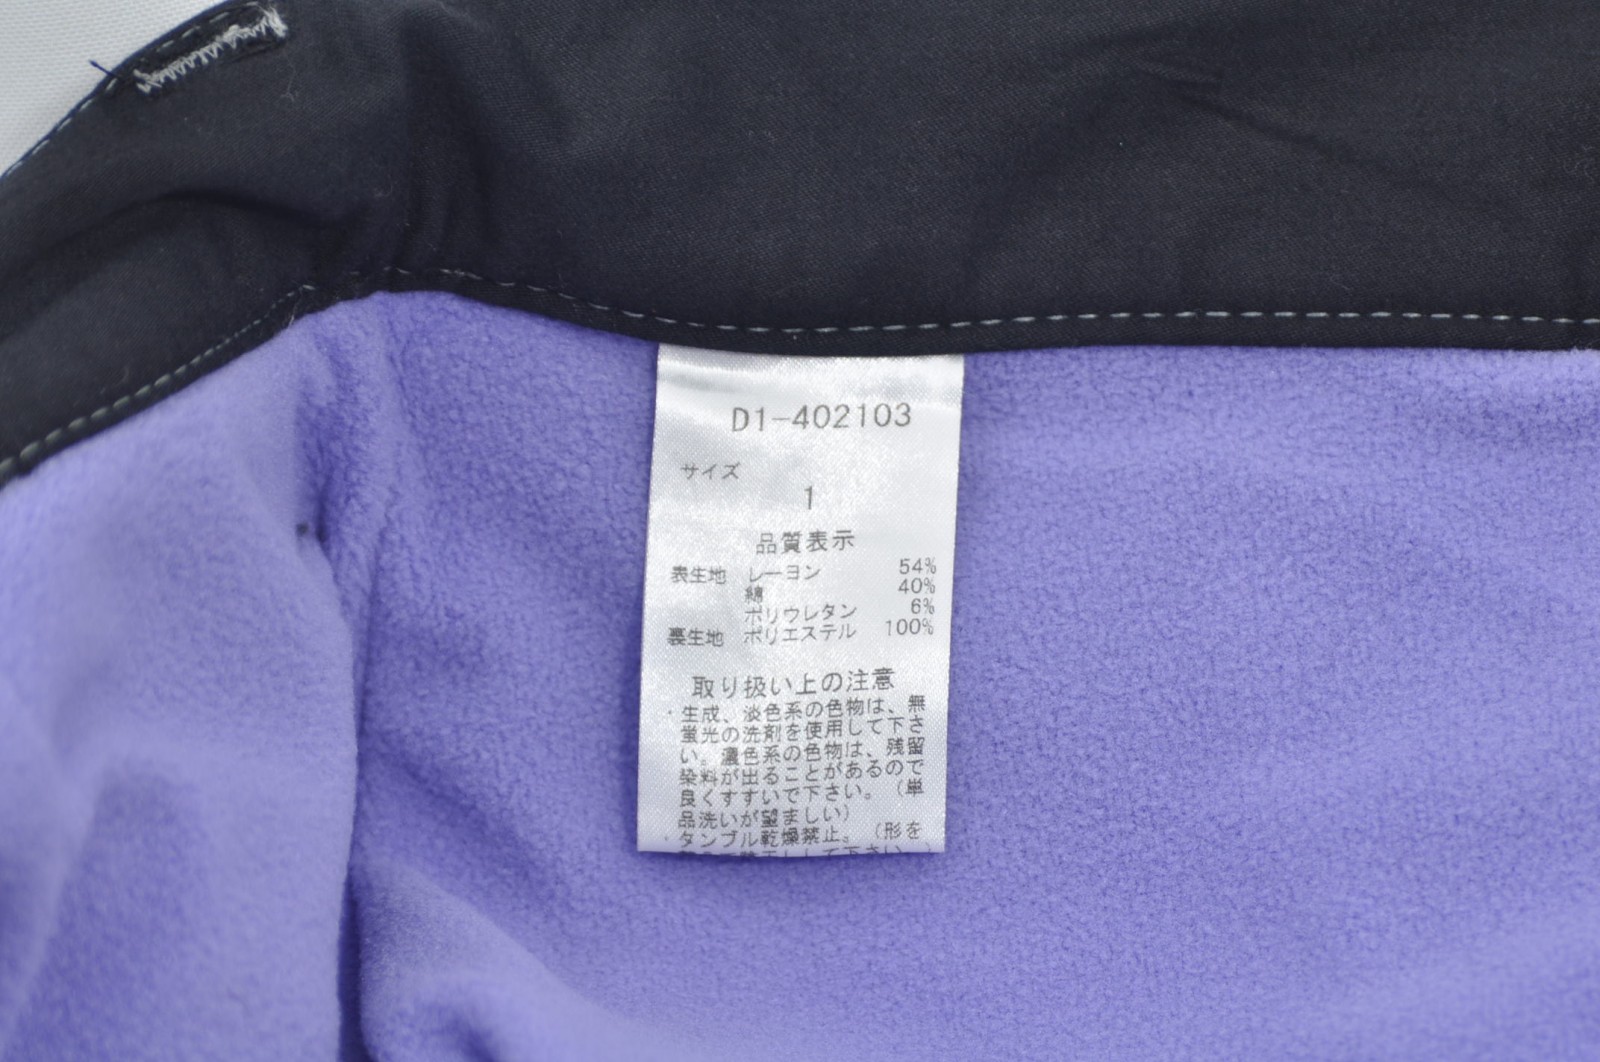 D1-402103
サイズ
1
品質表示
表生地 レーヨン 54%
綿 40%
ポリウレタン 6%
裏生地 ポリエステル 100%
取り扱い上の注意
・生成、淡色系の色物は、無
蛍光の洗剤を使用して下さ
い。濃色系の色物は、残留
染料が出ることがあるので
良くすすいで下さい。（単
品洗いが望ましい）
・タンブル乾燥禁止。（形を
して下さい。）